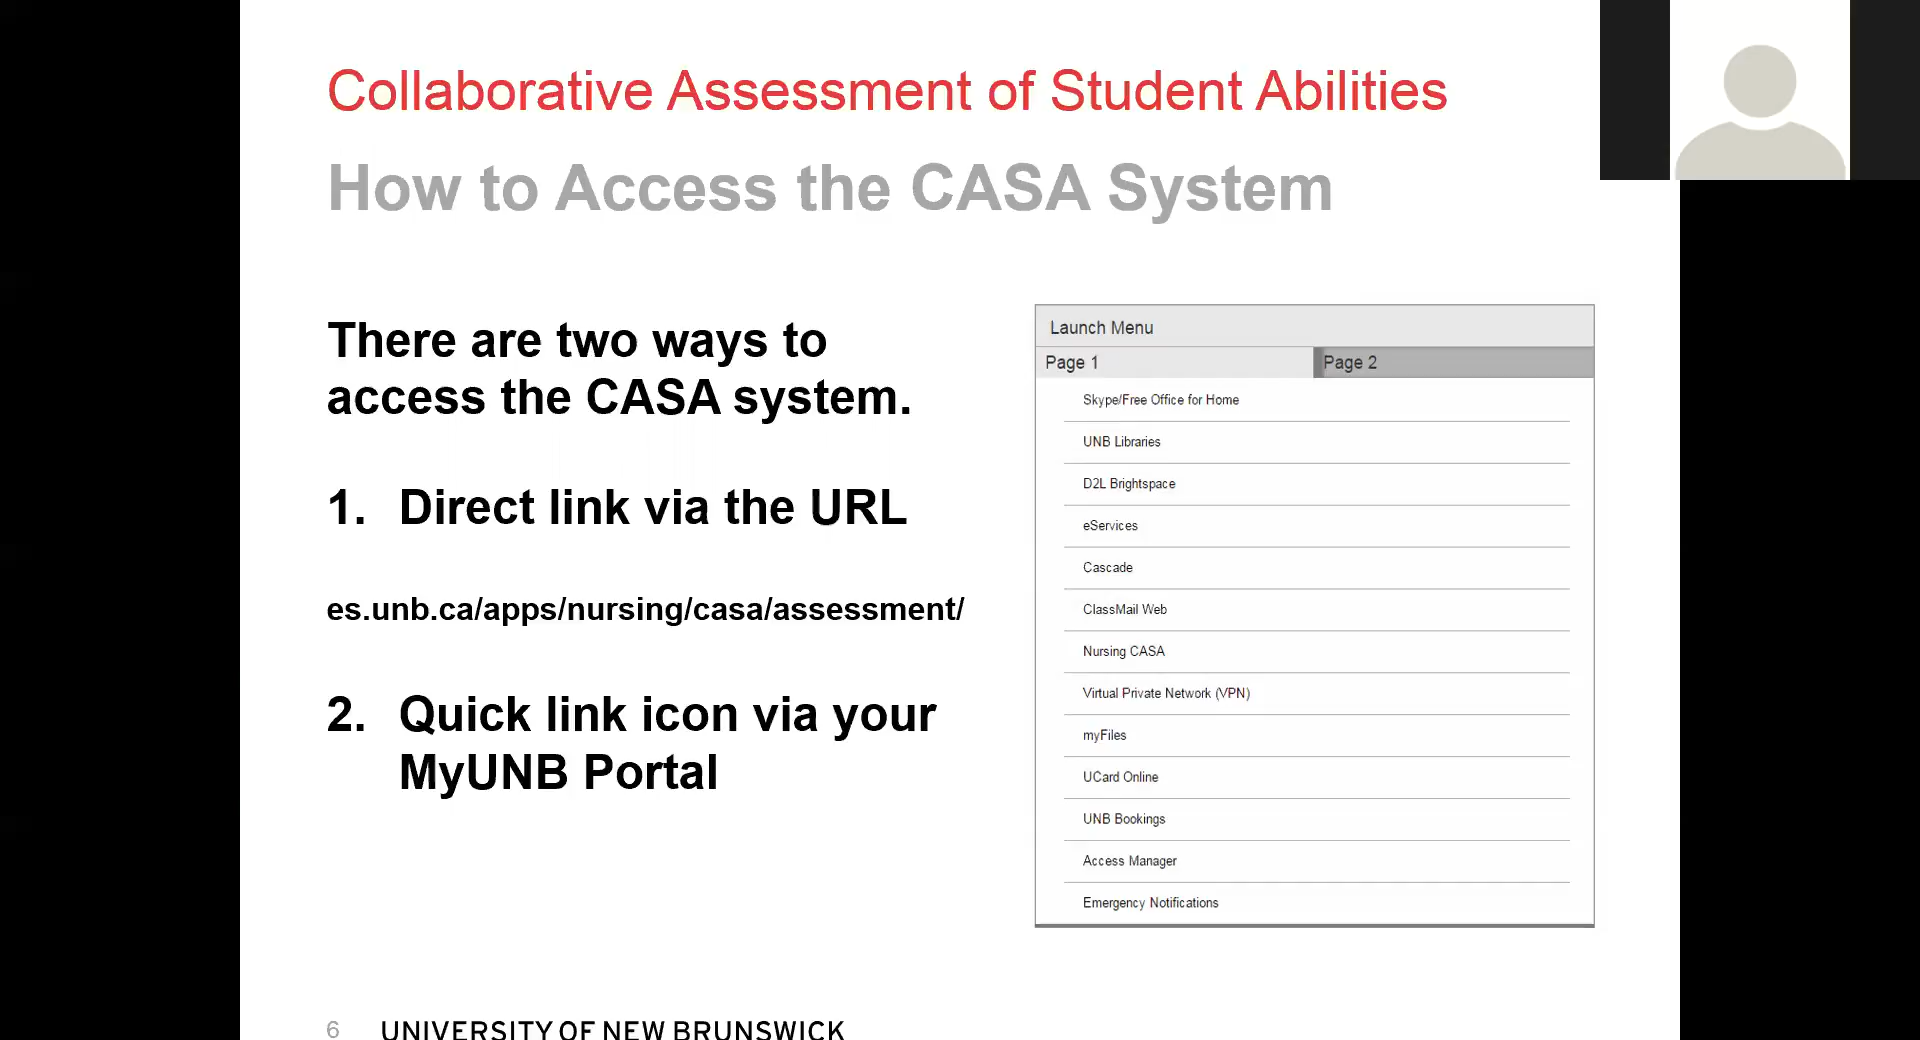 Collaborative Assessment of Student Abilities
How to Access the CASA System
There are two ways to
access the CASA system.
1. Direct link via the URL
es.unb.ca/apps/nursing/casa/assessment/
2. Quick link icon via your
MyUNB Portal
Launch Menu
Page 1 Page 2
Skype/Free Office for Home
UNB Libraries
D2L Brightspace
eServices
Cascade
ClassMail Web
Nursing CASA
Virtual Private Network (VPN)
myFiles
UCard Online
UNB Bookings
Access Manager
Emergency Notifications
6 UNIVERSITY OF NEW BRUNSWICK